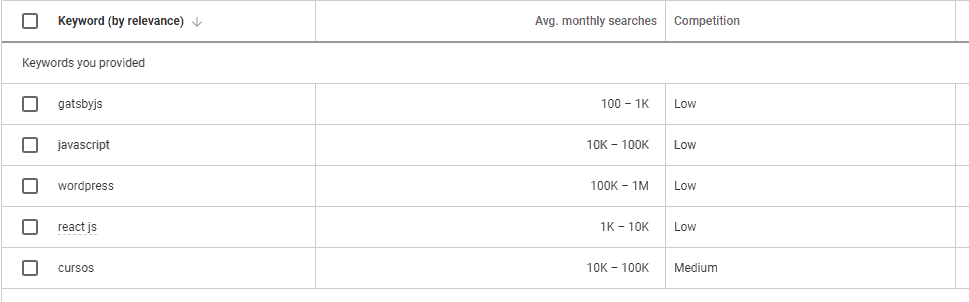 Keyword (by relevance) ↓ Avg. monthly searches Competition
Keywords you provided
gatsbyjs 100 – 1K Low
javascript 10K – 100K Low
wordpress 100K – 1M Low
react js 1K – 10K Low
cursos 10K – 100K Medium